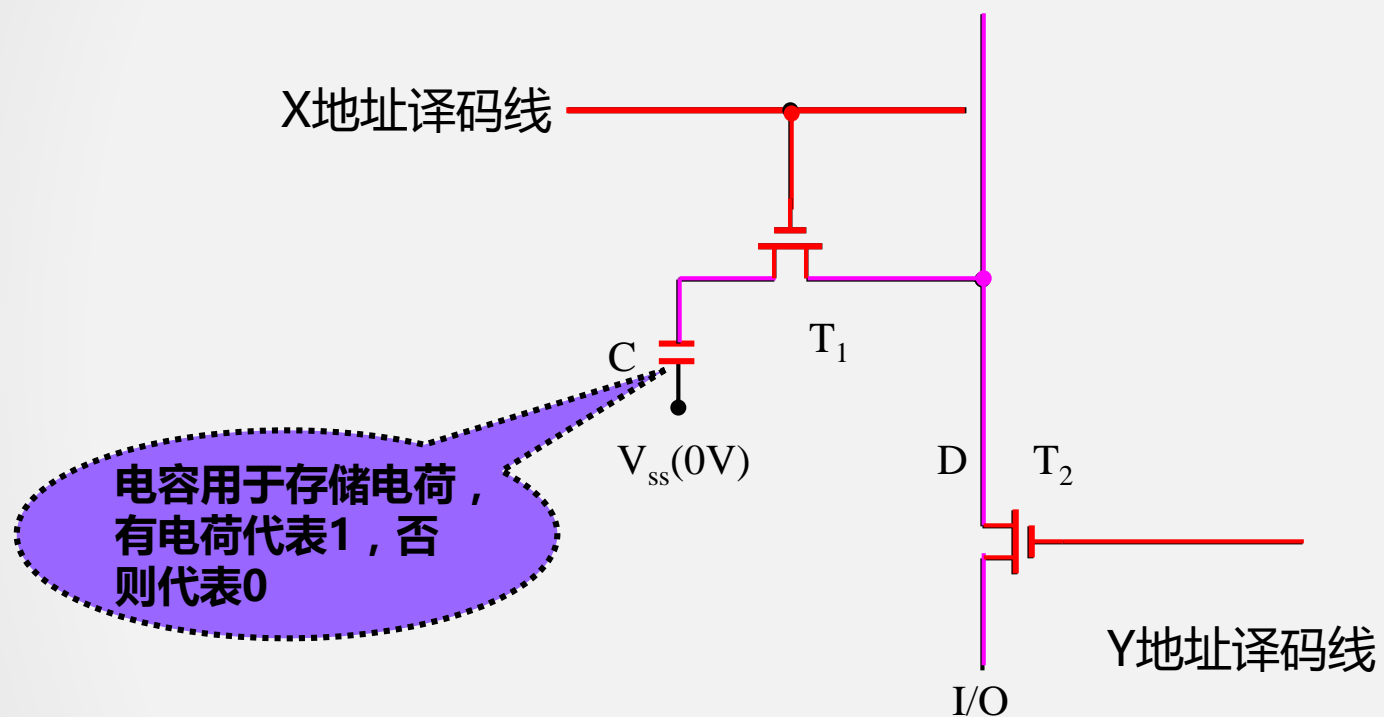 X地址译码线
T1
C
Vss(0V)
D
T2
电容用于存储电荷，
有电荷代表1，否
则代表0
Y地址译码线
I/O